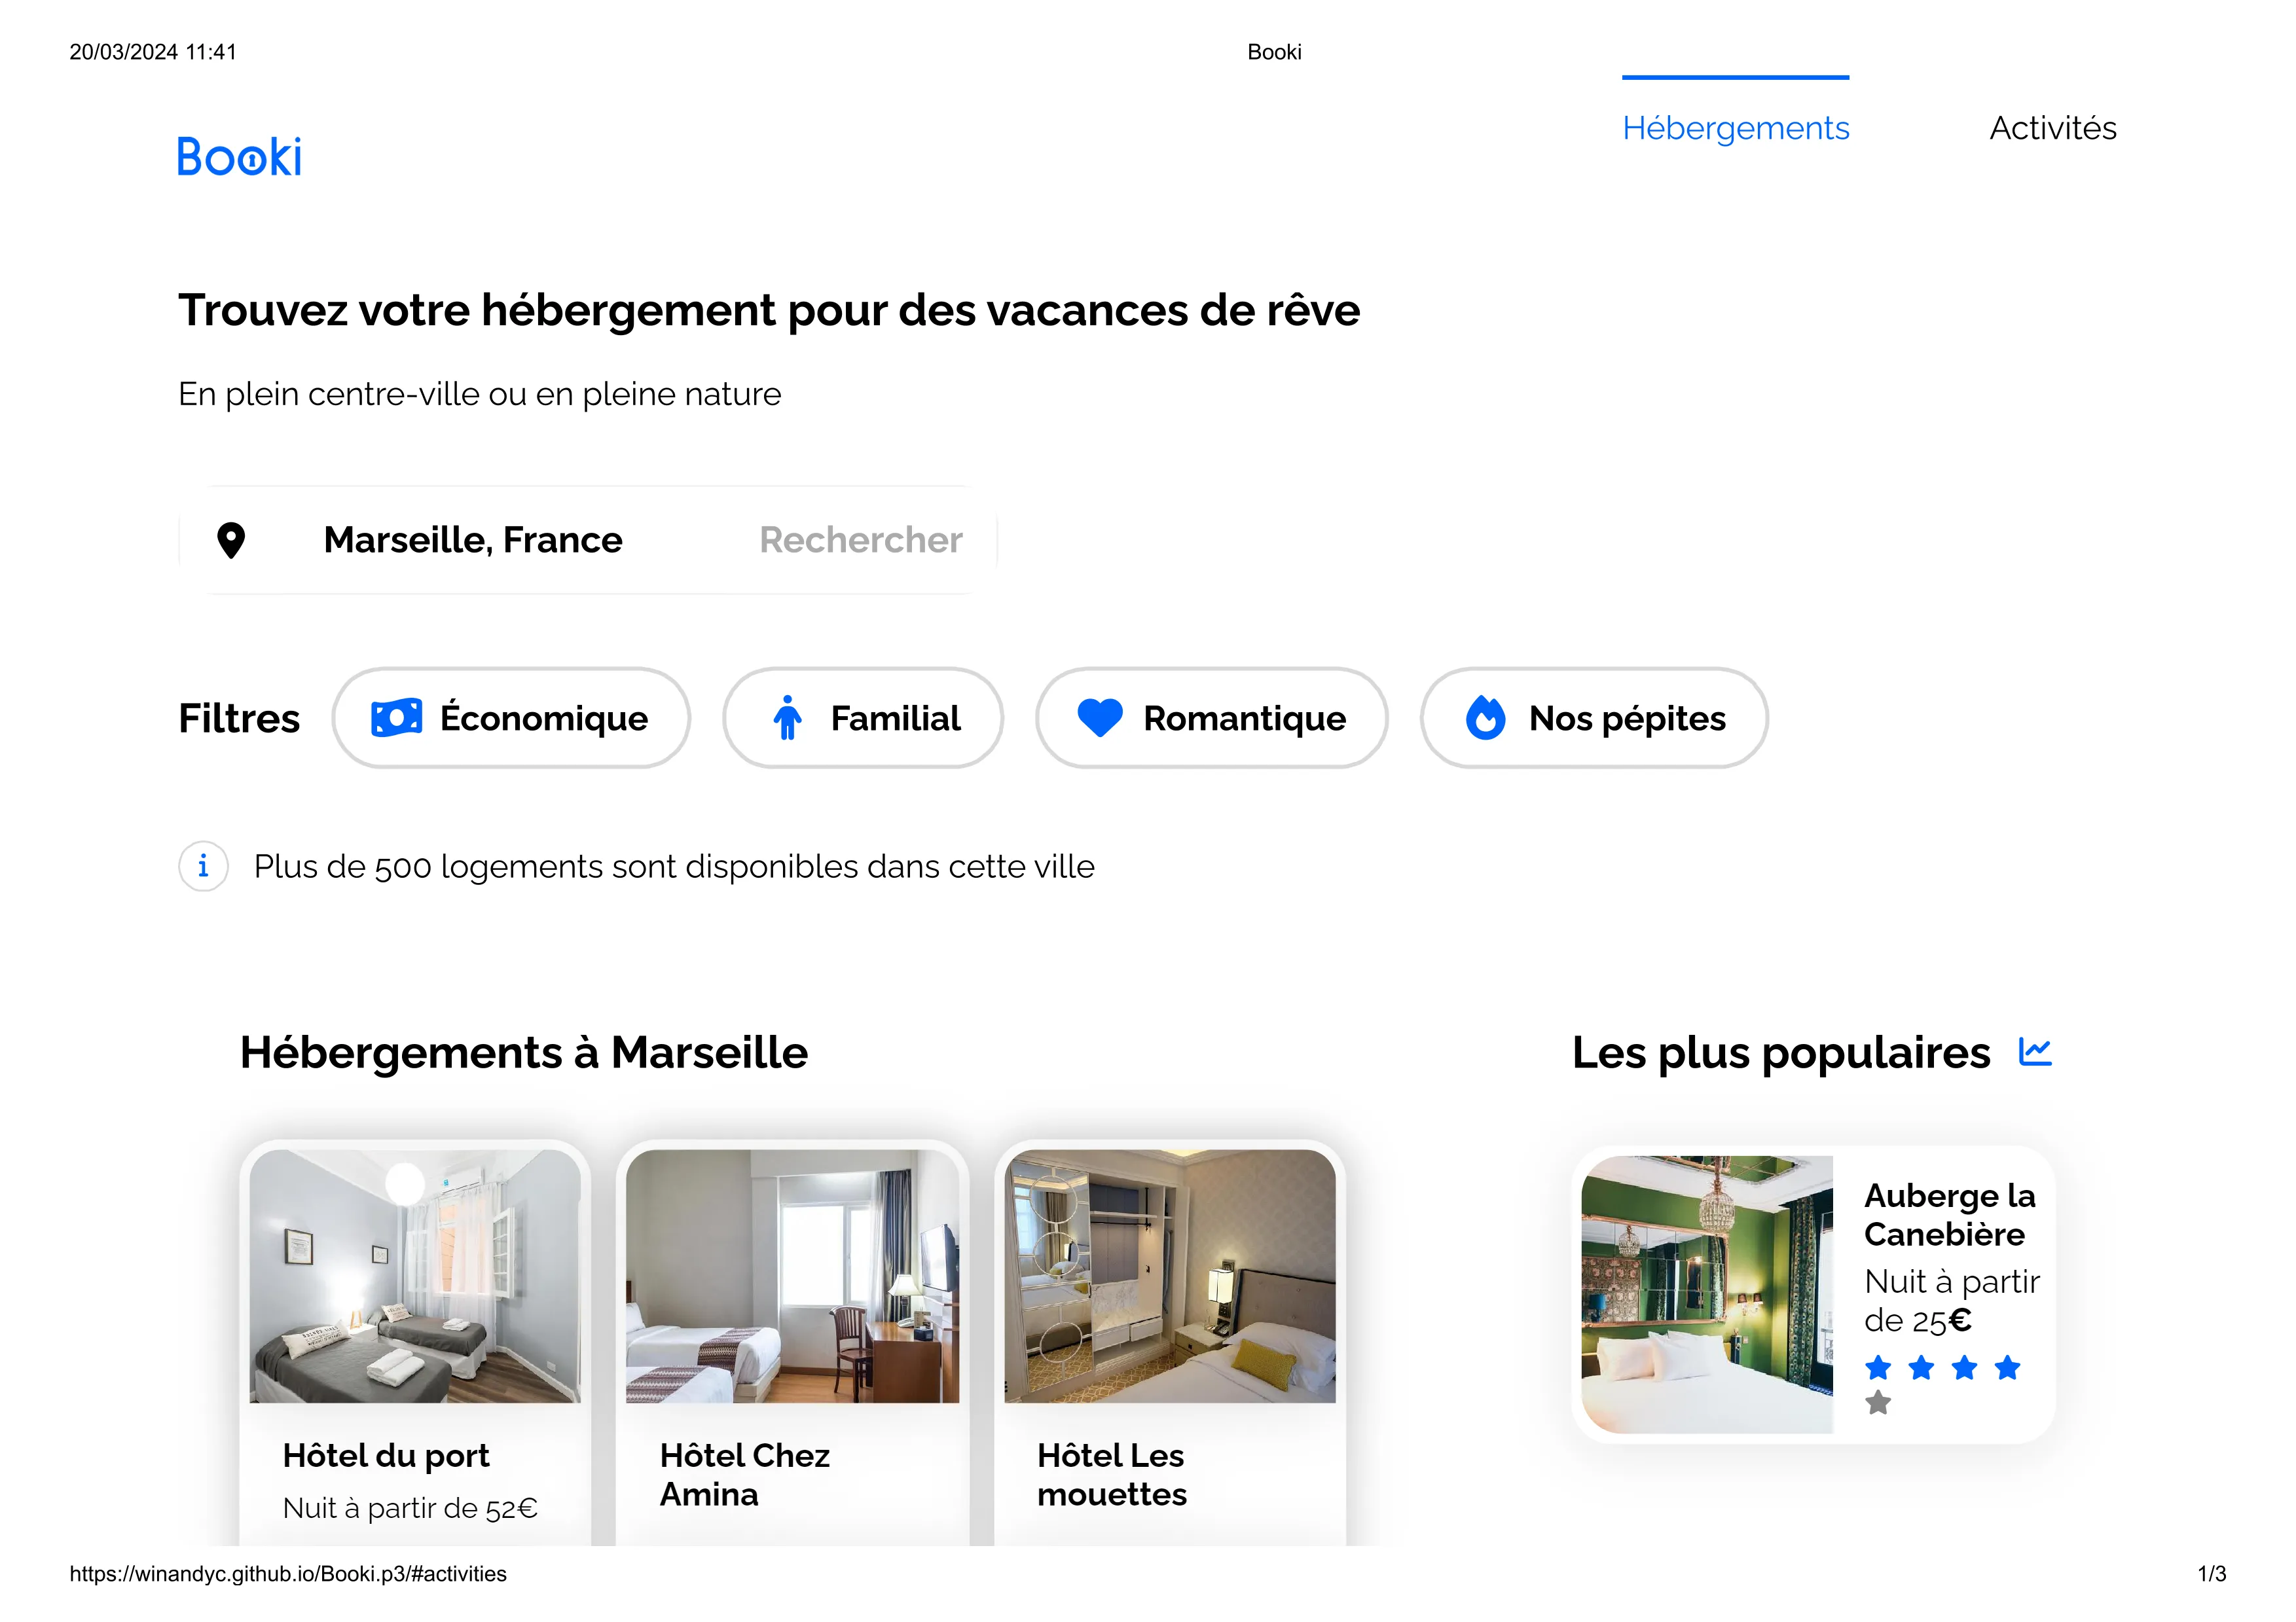 20/03/2024 11:41
Booki
Booki
Hébergements
Activités
Trouvez votre hébergement pour des vacances de rêve
En plein centre-ville ou en pleine nature
Marseille, France
Rechercher
Filtres
Économique
Familial
Romantique
Nos pépites
Plus de 500 logements sont disponibles dans cette ville
Hébergements à Marseille
Hôtel du port
Nuit à partir de 52€
Hôtel Chez
Amina
Hôtel Les
mouettes
Les plus populaires
Auberge la
Canebière
Nuit à partir
de 25€
https://winandyc.github.io/Booki.p3/#activities
1/3